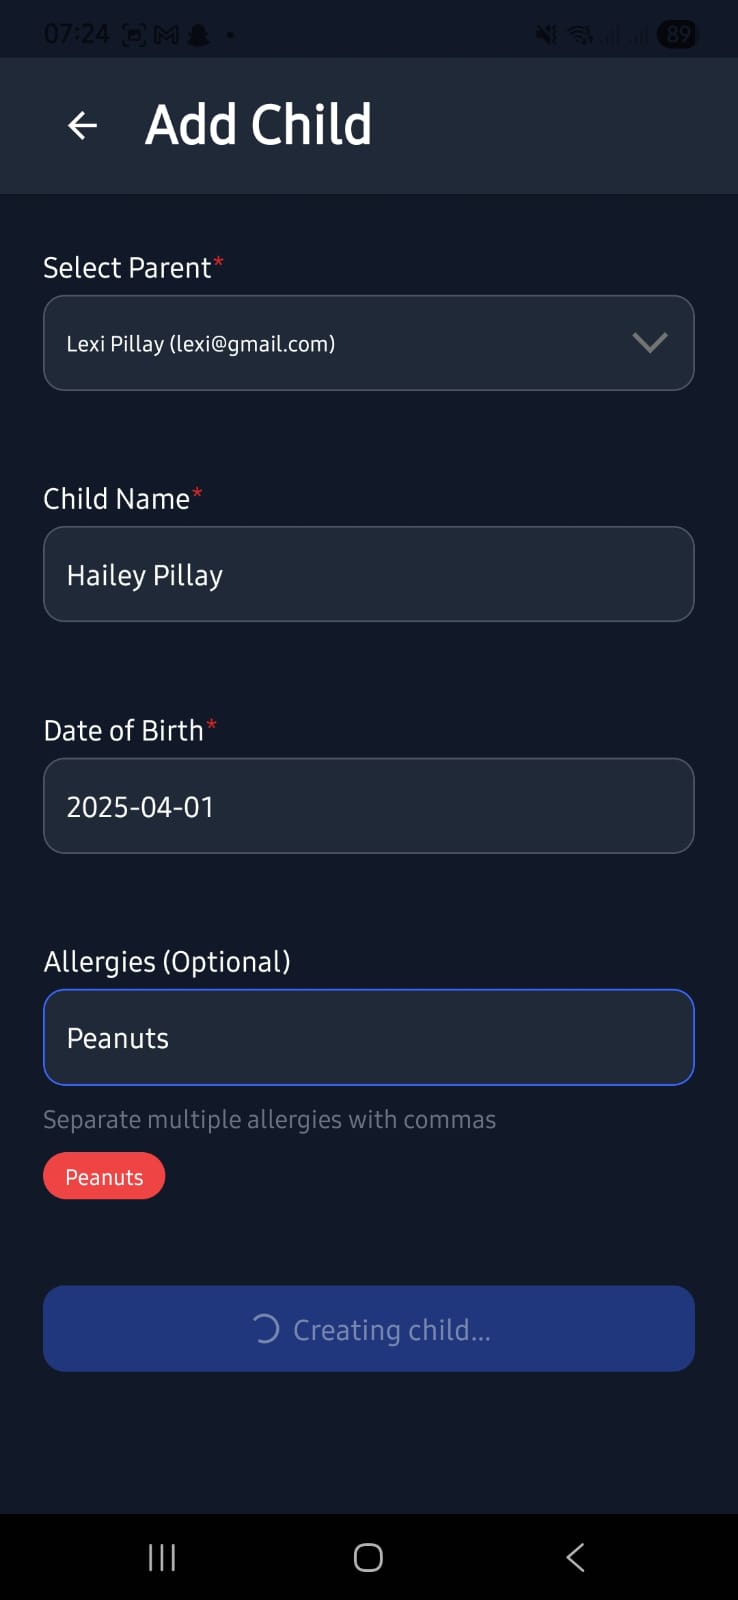 07:24
89
Add Child
Select Parent*
Lexi Pillay (lexi@gmail.com)
Child Name*
Hailey Pillay
Date of Birth*
2025-04-01
Allergies (Optional)
Peanuts
Separate multiple allergies with commas
Peanuts
Creating child...